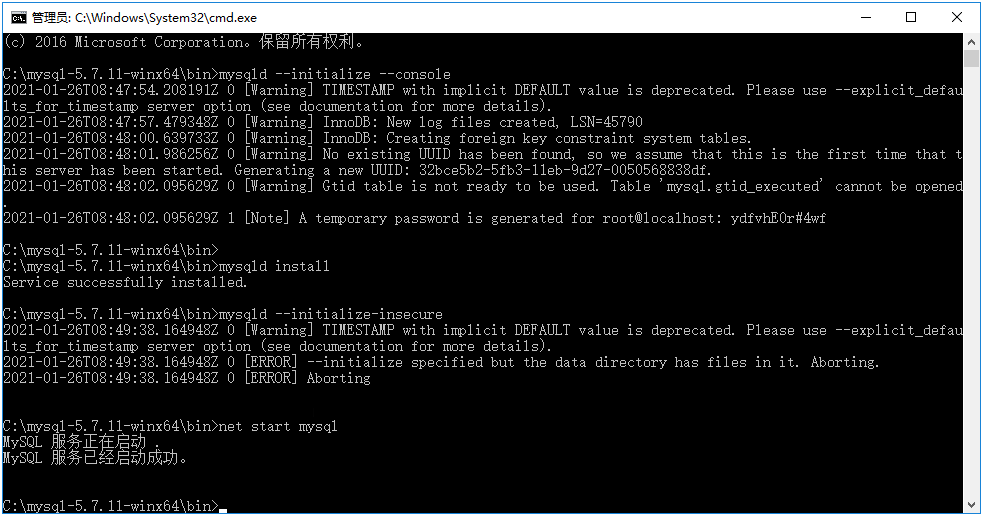 管理员: C:\Windows\System32\cmd.exe
(c) 2016 Microsoft Corporation。保留所有权利。
C:\mysql-5.7.11-winx64\bin>mysqld --initialize --console
2021-01-26T08:47:54.208191Z 0 [Warning] TIMESTAMP with implicit DEFAULT value is deprecated. Please use --explicit_defau
lts_for_timestamp server option (see documentation for more details).
2021-01-26T08:47:57.479348Z 0 [Warning] InnoDB: New log files created, LSN=45790
2021-01-26T08:48:00.639733Z 0 [Warning] InnoDB: Creating foreign key constraint system tables.
2021-01-26T08:48:01.986256Z 0 [Warning] No existing UUID has been found, so we assume that this is the first time that t
his server has been started. Generating a new UUID: 32bce5b2-5fb3-11eb-9d27-0050568838df.
2021-01-26T08:48:02.095629Z 0 [Warning] Gtid table is not ready to be used. Table 'mysql.gtid_executed' cannot be opened
.
2021-01-26T08:48:02.095629Z 1 [Note] A temporary password is generated for root@localhost: ydfvhE0r#4wf
C:\mysql-5.7.11-winx64\bin>
C:\mysql-5.7.11-winx64\bin>mysqld install
Service successfully installed.
C:\mysql-5.7.11-winx64\bin>mysqld --initialize-insecure
2021-01-26T08:49:38.164948Z 0 [Warning] TIMESTAMP with implicit DEFAULT value is deprecated. Please use --explicit_defau
lts_for_timestamp server option (see documentation for more details).
2021-01-26T08:49:38.164948Z 0 [ERROR] --initialize specified but the data directory has files in it. Aborting.
2021-01-26T08:49:38.164948Z 0 [ERROR] Aborting
C:\mysql-5.7.11-winx64\bin>net start mysql
MySQL 服务正在启动 .
MySQL 服务已经启动成功。
C:\mysql-5.7.11-winx64\bin>